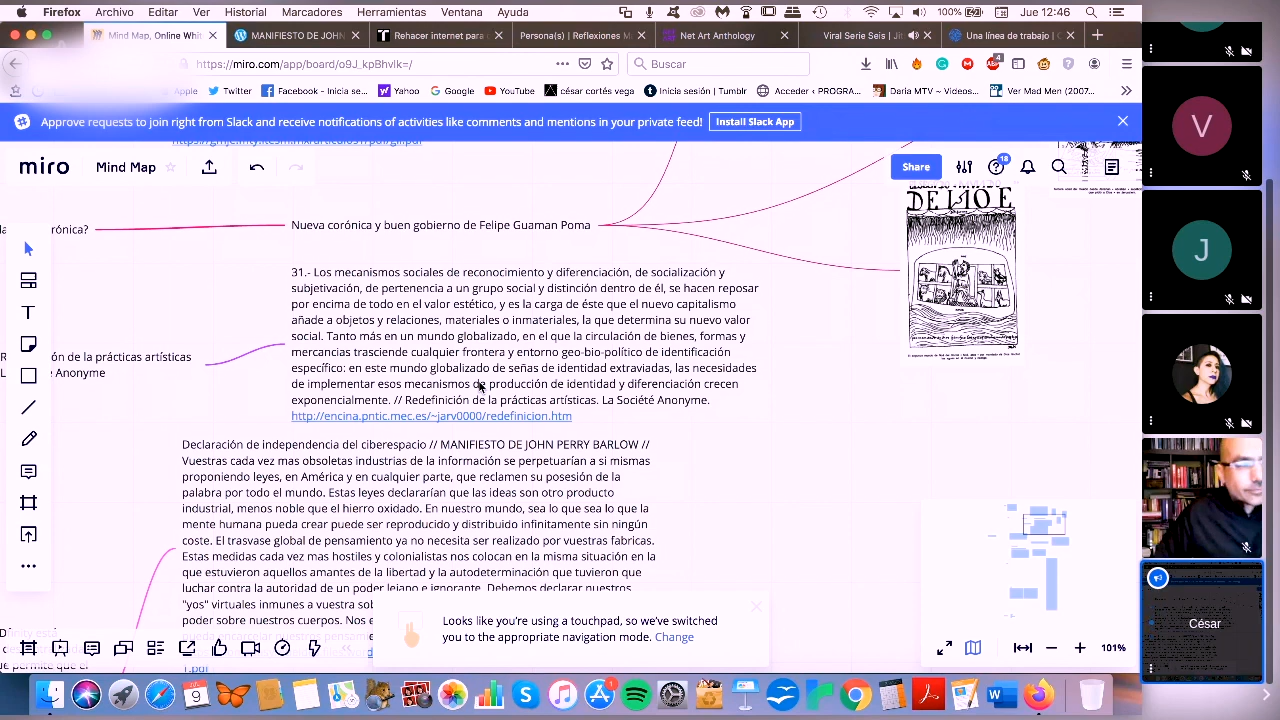 Firefox Archivo Editar Ver Historial Marcadores Herramientas Ventana Ayuda 100% Jue 12:46
Mind Map, Online Whit MANIFIESTO DE JOHN Rehacer internet para c Persona(s) | Reflexiones Ma Net Art Anthology Viral Serie Seis | Jits Una línea de trabajo | C
https://miro.com/app/board/o9J_kpBhvlk=/ Buscar
Apple Twitter Facebook - Inicia se... Yahoo Google YouTube césar cortés vega Inicia sesión | Tumblr Acceder ‹ PROGRA... Daria MTV ~ Videos... Ver Mad Men (2007...
Approve requests to join right from Slack and receive notifications of activities like comments and mentions in your private feed! Install Slack App
miro Mind Map Share 18
Nueva corónica y buen gobierno de Felipe Guaman Poma
31.- Los mecanismos sociales de reconocimiento y diferenciación, de socialización y
subjetivación, de pertenencia a un grupo social y distinción dentro de él, se hacen reposar
por encima de todo en el valor estético, y es la carga de éste que el nuevo capitalismo
añade a objetos y relaciones, materiales o inmateriales, la que determina su nuevo valor
social. Tanto más en un mundo globalizado, en el que la circulación de bienes, formas y
mercancías trasciende cualquier frontera y entorno geo-bio-político de identificación
específica: en ese mundo globalizado de identidades extraviadas, las necesidades
de implementar esos mecanismos de producción de identidad y diferenciación crecen
exponencialmente. // Redefinición de la prácticas artísticas. La Société Anonyme.
http://encina.pntic.mec.es/~jarv0000/redefinicion.htm
ón de la prácticas artísticas
Anonyme
Declaración de independencia del ciberespacio // MANIFIESTO DE JOHN PERRY BARLOW //
Vuestras cada vez mas obsoletas industrias de la información se perpetuarían a si mismas
proponiendo leyes, en América y en cualquier parte, que reclamen su posesión de la
palabra por todo el mundo. Estas leyes declararían que las ideas son otro producto
industrial, menos noble que el hierro oxidado. En nuestro mundo, sea lo que sea lo que la
mente humana pueda crear puede ser reproducido y distribuido infinitamente sin ningún
coste. El trasvase global de pensamiento ya no necesita ser realizado por vuestras fábricas.
Estas medidas cada vez mas hostiles y colonialistas nos colocan en la misma situación en la
que estuvieron aquellos amantes de la libertad y la autodeterminación que tuvieron que
luchar contra la autoridad de un poder lejano e ignorante. Debemos declarar nuestros
"yos" virtuales inmunes a vuestra sob
poder sobre nuestros cuerpos. Nos e
pueda encarcelar nuestros pensamie
1.pdf
Looks like you're using a touchpad, so we've switched
you to the appropriate navigation mode. Change
101%
V
J
César